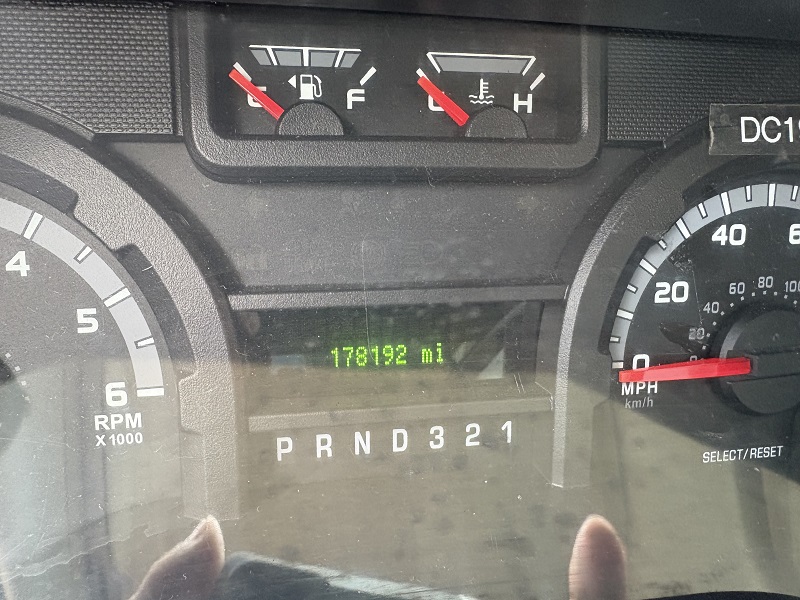 E F
C H
DC19
4
5
6
RPM
X1000
178192 mi
P R N D 3 2 1
40
60
80
100
20
40
20
0
MPH
km/h
SELECT/RESET